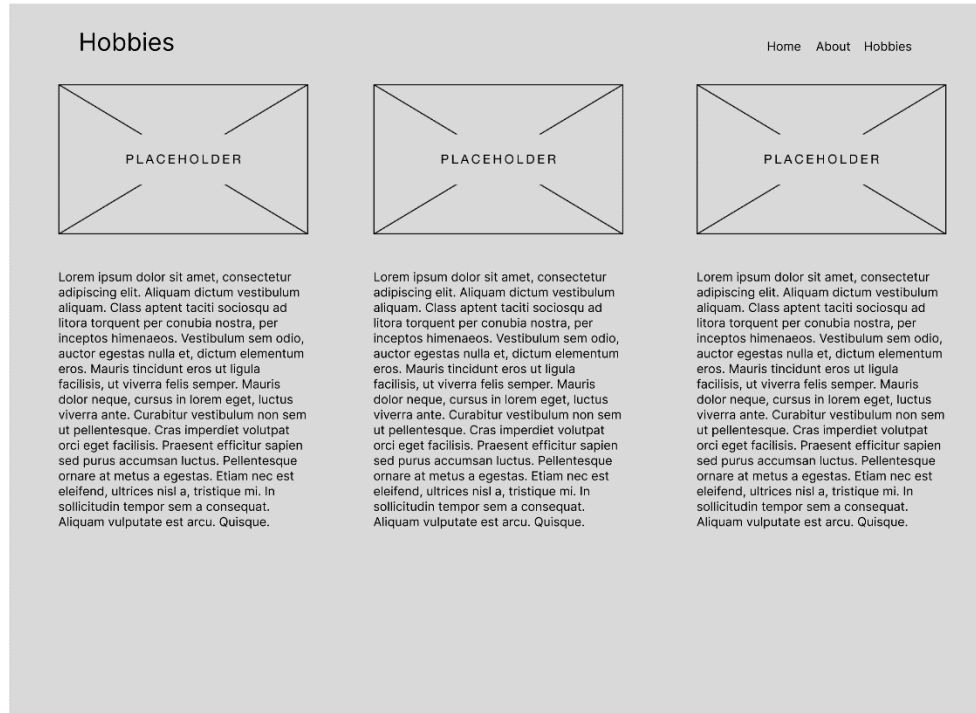 Hobbies
Home About Hobbies
PLACEHOLDER
PLACEHOLDER
PLACEHOLDER
Lorem ipsum dolor sit amet, consectetur
adipiscing elit. Aliquam dictum vestibulum
aliquam. Class aptent taciti sociosqu ad
litora torquent per conubia nostra, per
inceptos himenaeos. Vestibulum sem odio,
auctor egestas nulla et, dictum elementum
eros. Mauris tincidunt eros ut ligula
facilisis, ut viverra felis semper. Mauris
dolor neque, cursus in lorem eget, luctus
viverra ante. Curabitur vestibulum non sem
ut pellentesque. Cras imperdiet volutpat
orci eget facilisis. Praesent efficitur sapien
sed purus accumsan luctus. Pellentesque
ornare at metus a egestas. Etiam nec est
eleifend, ultrices nisl a, tristique mi. In
sollicitudin tempor sem a consequat.
Aliquam vulputate est arcu. Quisque.
Lorem ipsum dolor sit amet, consectetur
adipiscing elit. Aliquam dictum vestibulum
aliquam. Class aptent taciti sociosqu ad
litora torquent per conubia nostra, per
inceptos himenaeos. Vestibulum sem odio,
auctor egestas nulla et, dictum elementum
eros. Mauris tincidunt eros ut ligula
facilisis, ut viverra felis semper. Mauris
dolor neque, cursus in lorem eget, luctus
viverra ante. Curabitur vestibulum non sem
ut pellentesque. Cras imperdiet volutpat
orci eget facilisis. Praesent efficitur sapien
sed purus accumsan luctus. Pellentesque
ornare at metus a egestas. Etiam nec est
eleifend, ultrices nisl a, tristique mi. In
sollicitudin tempor sem a consequat.
Aliquam vulputate est arcu. Quisque.
Lorem ipsum dolor sit amet, consectetur
adipiscing elit. Aliquam dictum vestibulum
aliquam. Class aptent taciti sociosqu ad
litora torquent per conubia nostra, per
inceptos himenaeos. Vestibulum sem odio,
auctor egestas nulla et, dictum elementum
eros. Mauris tincidunt eros ut ligula
facilisis, ut viverra felis semper. Mauris
dolor neque, cursus in lorem eget, luctus
viverra ante. Curabitur vestibulum non sem
ut pellentesque. Cras imperdiet volutpat
orci eget facilisis. Praesent efficitur sapien
sed purus accumsan luctus. Pellentesque
ornare at metus a egestas. Etiam nec est
eleifend, ultrices nisl a, tristique mi. In
sollicitudin tempor sem a consequat.
Aliquam vulputate est arcu. Quisque.